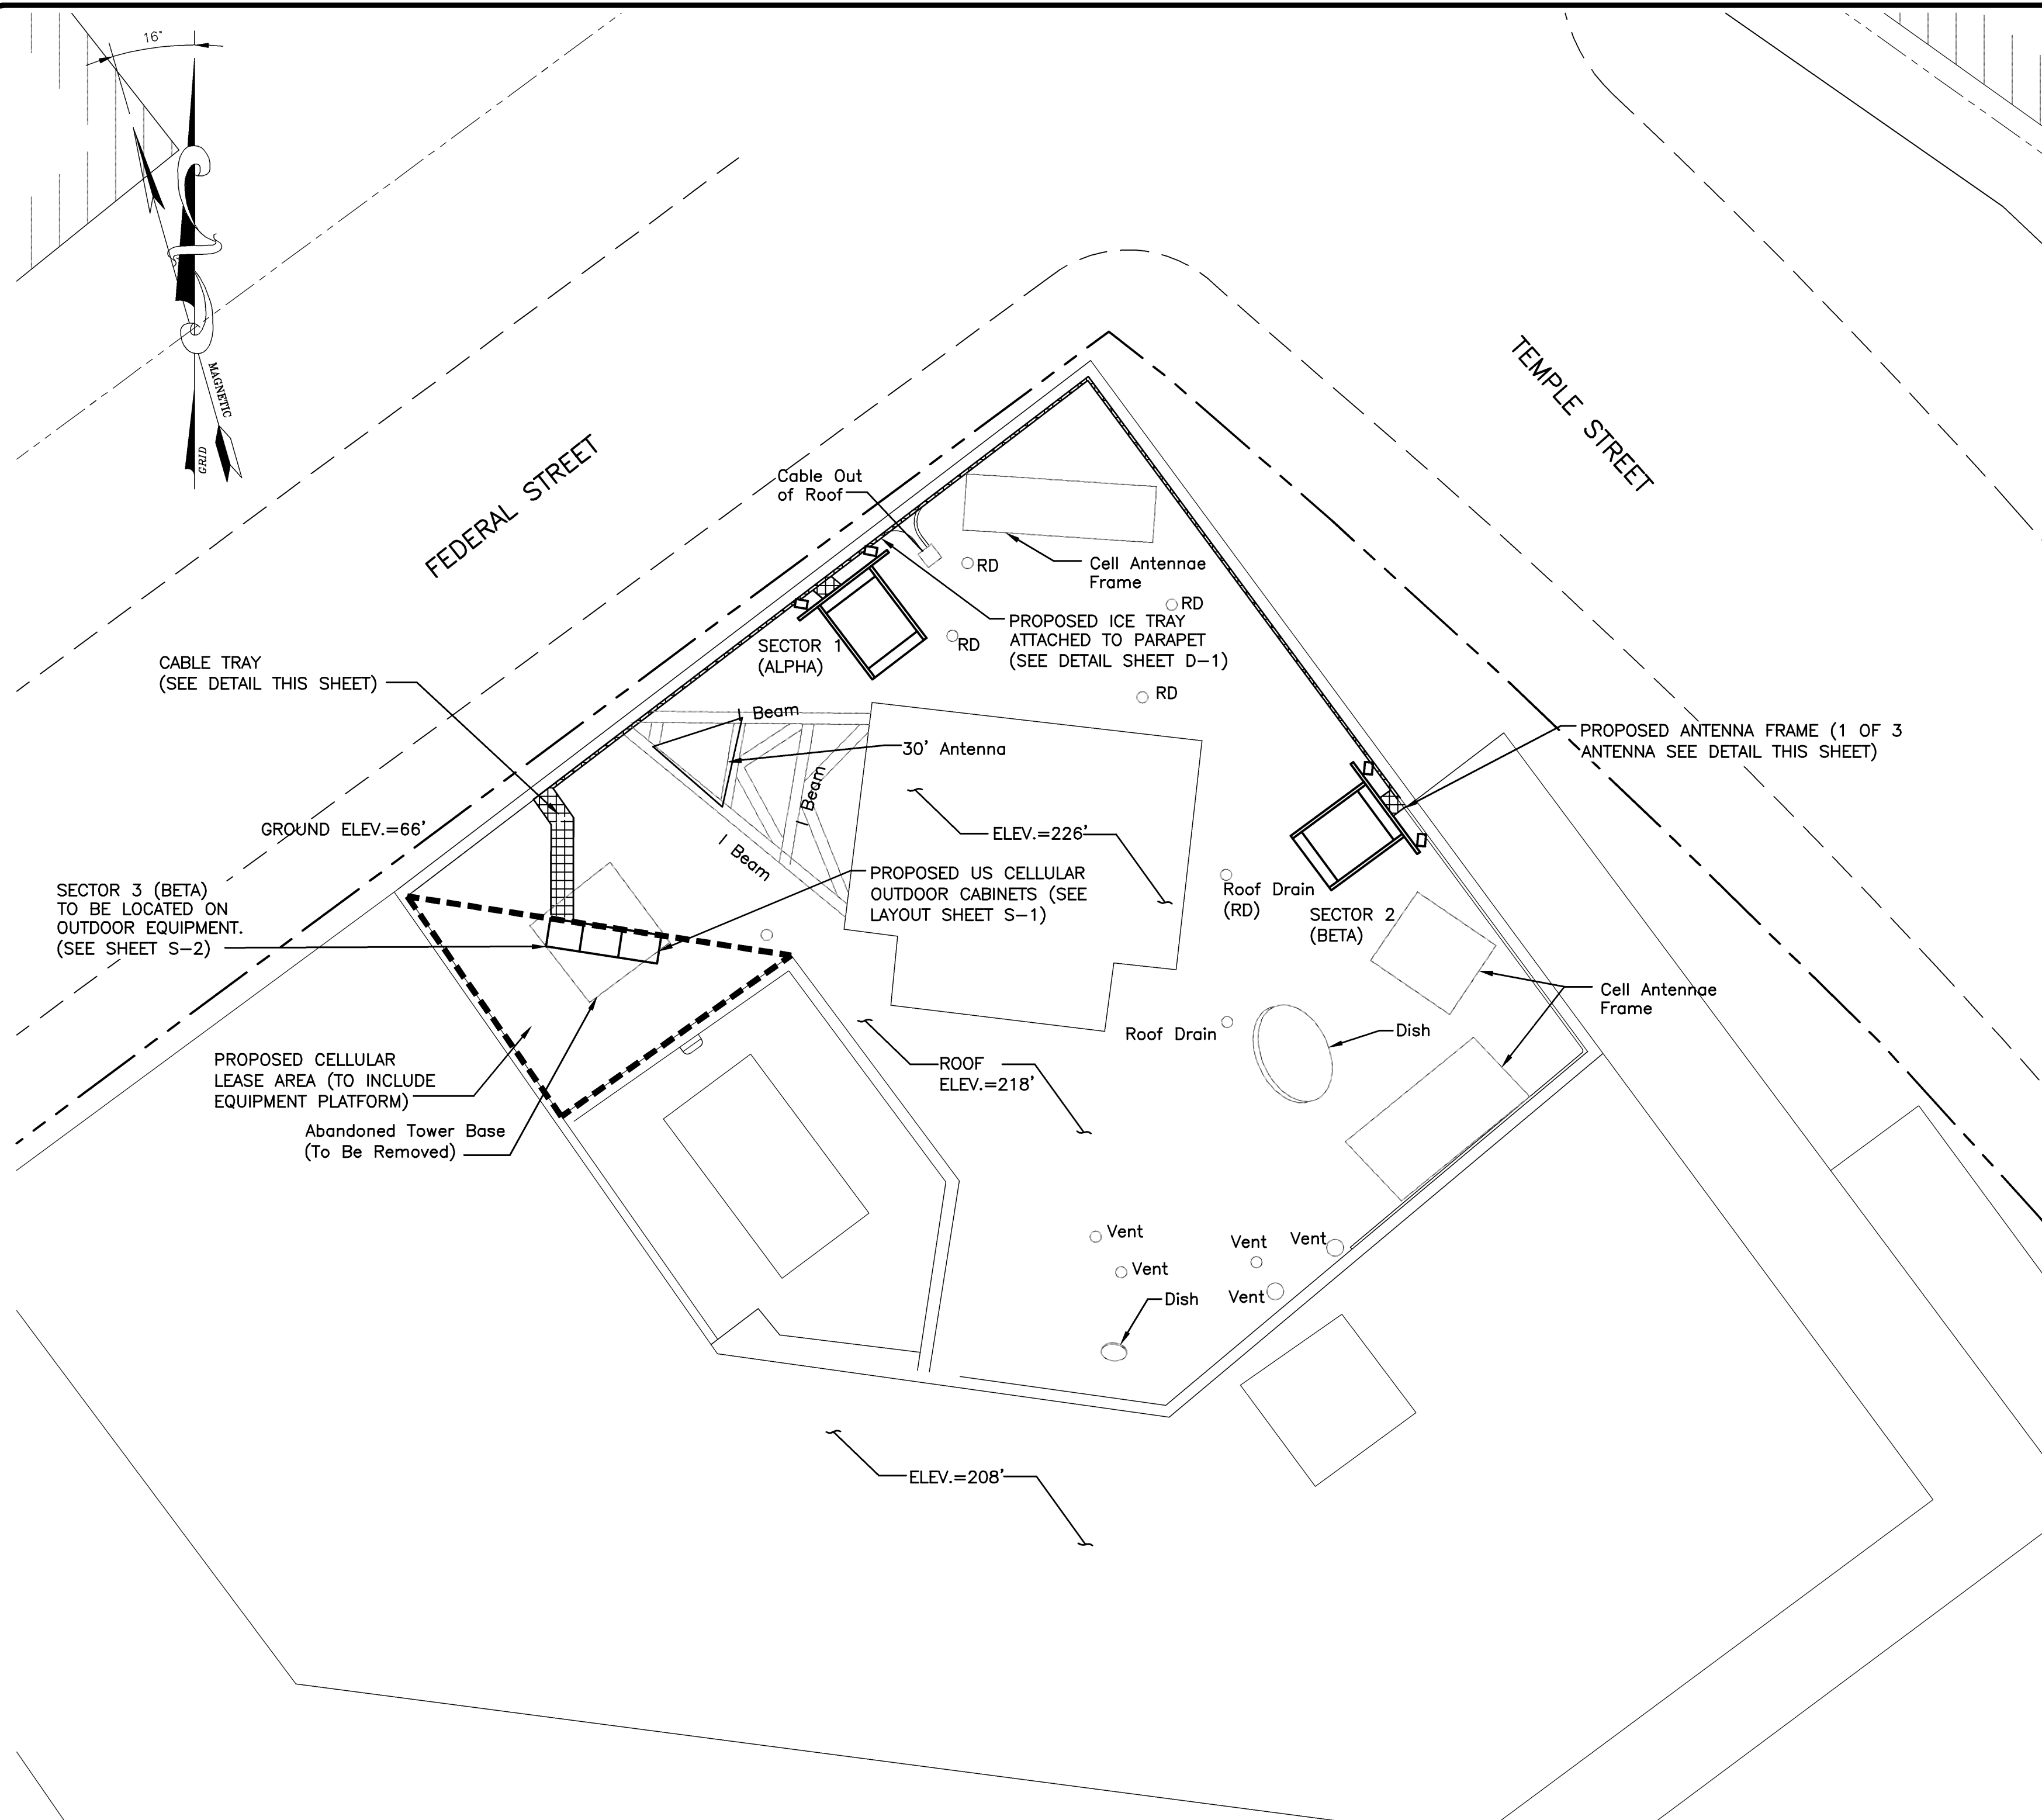 16°
MAGNETIC
GRID
FEDERAL STREET
TEMPLE STREET
Cable Out
of Roof
RD
Cell Antennae
Frame
RD
PROPOSED ICE TRAY
ATTACHED TO PARAPET
(SEE DETAIL SHEET D-1)
RD
SECTOR 1
(ALPHA)
CABLE TRAY
(SEE DETAIL THIS SHEET)
RD
I Beam
30' Antenna
I Beam
I Beam
PROPOSED ANTENNA FRAME (1 OF 3
ANTENNA SEE DETAIL THIS SHEET)
GROUND ELEV.=66'
ELEV.=226'
PROPOSED US CELLULAR
OUTDOOR CABINETS (SEE
LAYOUT SHEET S-1)
Roof Drain
(RD)
SECTOR 2
(BETA)
SECTOR 3 (BETA)
TO BE LOCATED ON
OUTDOOR EQUIPMENT.
(SEE SHEET S-2)
Cell Antennae
Frame
Roof Drain
Dish
ROOF
ELEV.=218'
PROPOSED CELLULAR
LEASE AREA (TO INCLUDE
EQUIPMENT PLATFORM)
Abandoned Tower Base
(To Be Removed)
Vent
Vent
Vent
Vent
Vent
Dish
ELEV.=208'